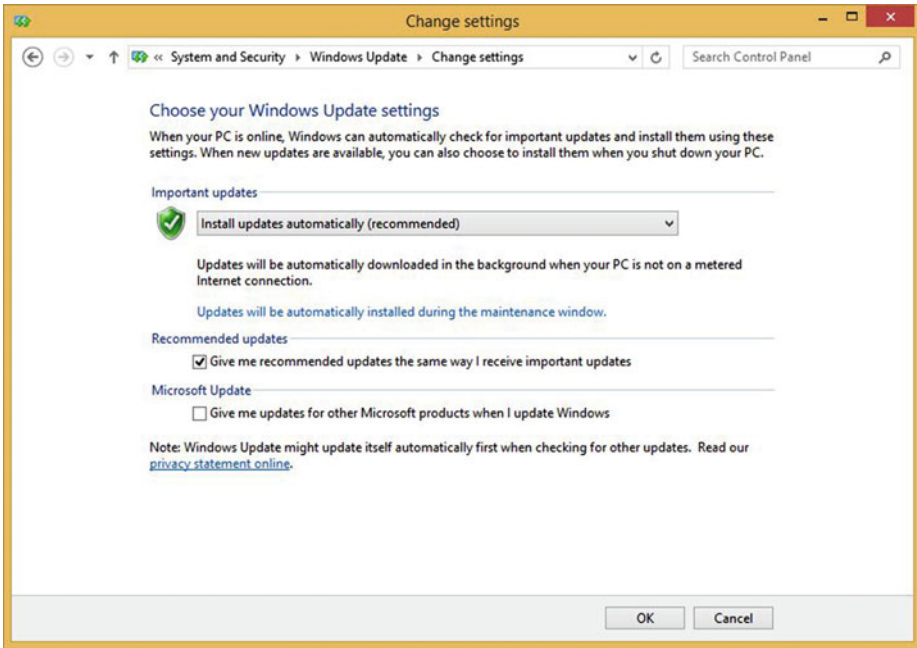 Change settings
« System and Security ▸ Windows Update ▸ Change settings
Search Control Panel
Choose your Windows Update settings
When your PC is online, Windows can automatically check for important updates and install them using these
settings. When new updates are available, you can also choose to install them when you shut down your PC.
Important updates
Install updates automatically (recommended)
Updates will be automatically downloaded in the background when your PC is not on a metered
Internet connection.
Updates will be automatically installed during the maintenance window.
Recommended updates
Give me recommended updates the same way I receive important updates
Microsoft Update
Give me updates for other Microsoft products when I update Windows
Note: Windows Update might update itself automatically first when checking for other updates. Read our
privacy statement online.
OK
Cancel